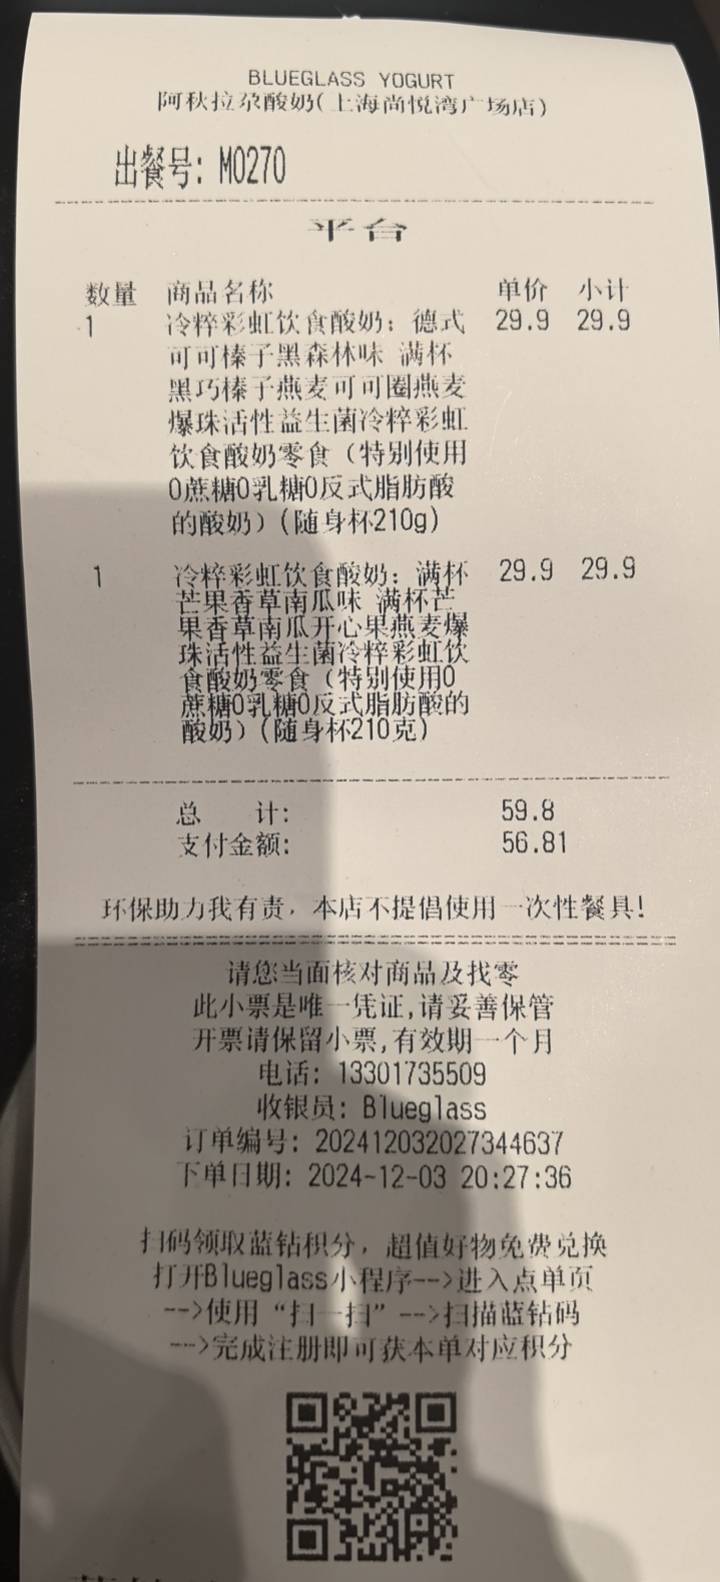 BLUEGLASS YOGURT
阿秋拉尕酸奶(上海尚悦湾广场店)
出餐号: M0270
平台
数量 商品名称 单价 小计
1 冷粹彩虹饮食酸奶: 德式 29.9 29.9
可可榛子黑森林味 满杯
黑巧榛子燕麦可可圈燕麦
爆珠活性益生菌冷粹彩虹
饮食酸奶零食（特别使用
0蔗糖0乳糖0反式脂肪酸
的酸奶）(随身杯210g)
1 冷粹彩虹饮食酸奶: 满杯 29.9 29.9
芒果香草南瓜味 满杯芒
果香草南瓜开心果燕麦爆
珠活性益生菌冷粹彩虹饮
食酸奶零食（特别使用0
蔗糖0乳糖0反式脂肪酸的
酸奶）(随身杯210克)
总 计: 59.8
支付金额: 56.81
环保助力我有责，本店不提倡使用一次性餐具!
请您当面核对商品及找零
此小票是唯一凭证,请妥善保管
开票请保留小票,有效期一个月
电话: 13301735509
收银员: Blueglass
订单编号: 202412032027344637
下单日期: 2024-12-03 20:27:36
扫码领取蓝钻积分，超值好物免费兑换
打开Blueglass小程序-->进入点单页
-->使用“扫一扫”-->扫描蓝钻码
-->完成注册即可获本单对应积分